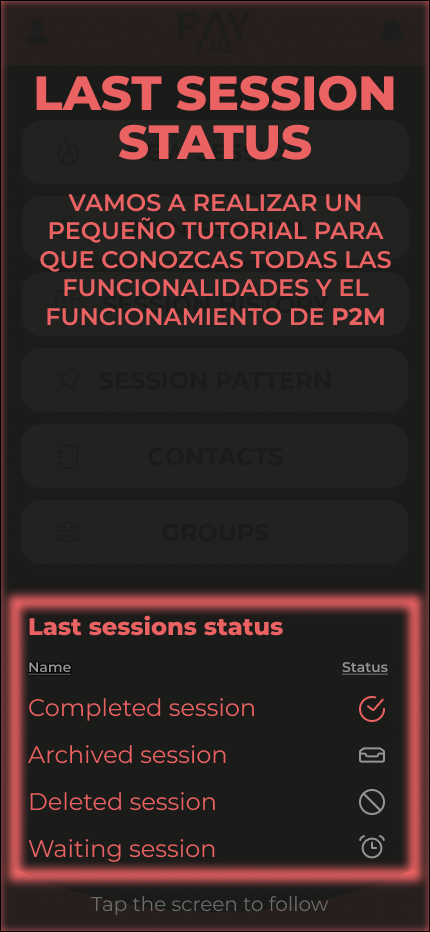 PAY
2 ME
LAST SESSION
STATUS
VAMOS A REALIZAR UN
PEQUEÑO TUTORIAL PARA
QUE CONOZCAS TODAS LAS
FUNCIONALIDADES Y EL
FUNCIONAMIENTO DE P2M
SESSION HISTORY
SESSION PATTERN
CONTACTS
GROUPS
Last sessions status
Name Status
Completed session
Archived session
Deleted session
Waiting session
Tap the screen to follow